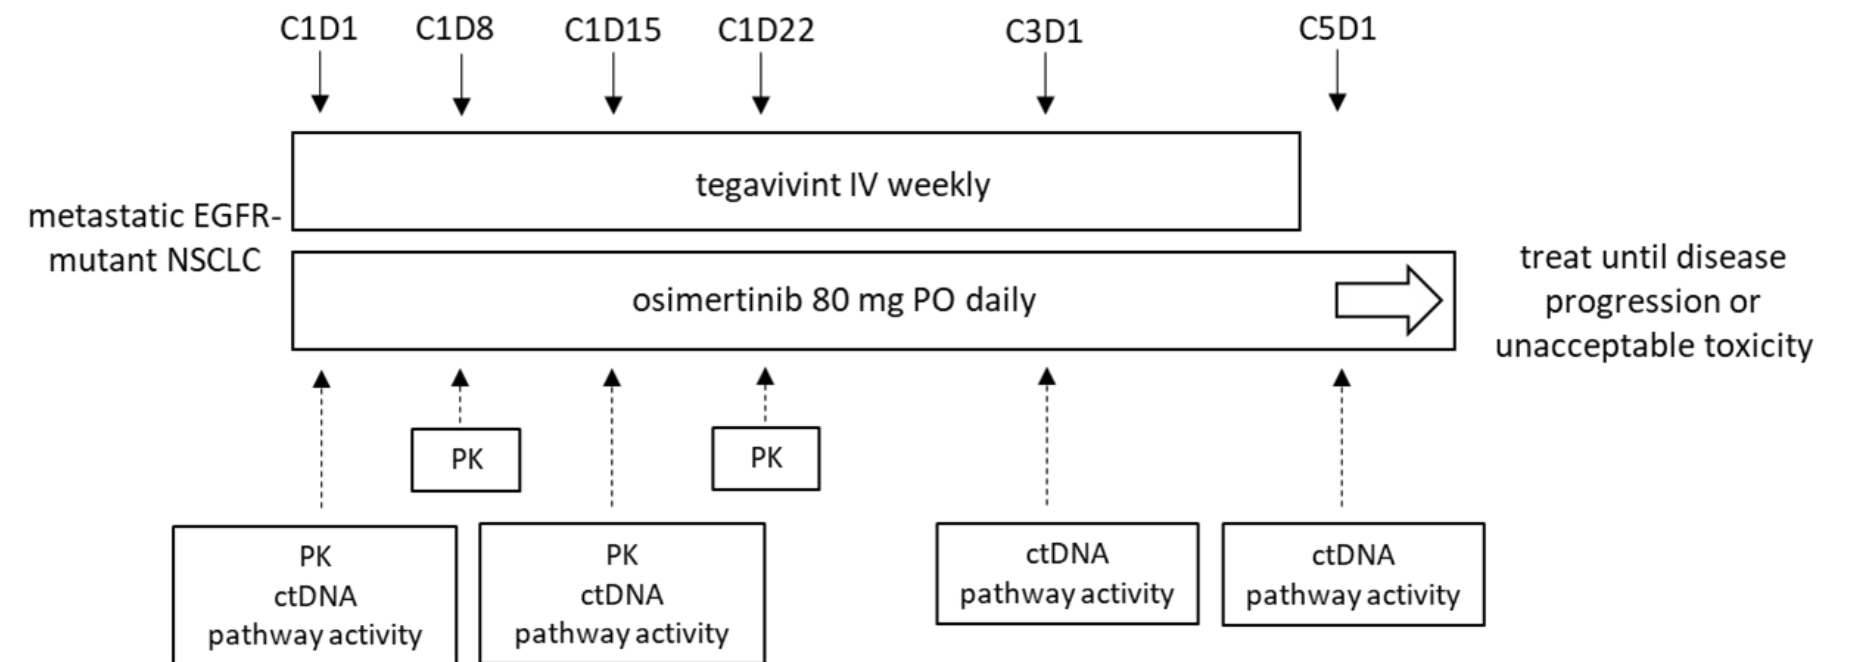 C1D1 C1D8 C1D15 C1D22 C3D1 C5D1
tegavivint IV weekly
metastatic EGFR-
mutant NSCLC
osimertinib 80 mg PO daily
treat until disease
progression or
unacceptable toxicity
PK PK
PK
ctDNA
pathway activity
PK
ctDNA
pathway activity
ctDNA
pathway activity
ctDNA
pathway activity